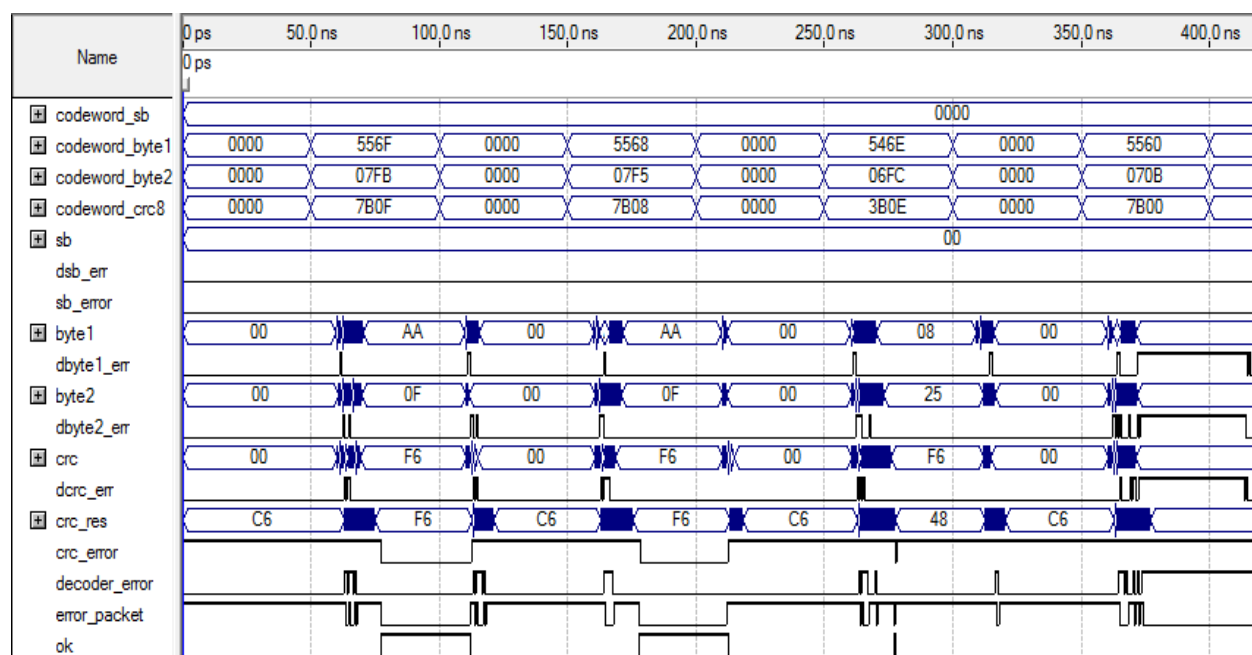 Name
0 ps 50.0 ns 100.0 ns 150.0 ns 200.0 ns 250.0 ns 300.0 ns 350.0 ns 400.0 ns
0 ps
codeword_sb 0000
codeword_byte1 0000 556F 0000 5568 0000 546E 0000 5560
codeword_byte2 0000 07FB 0000 07F5 0000 06FC 0000 070B
codeword_crc8 0000 7B0F 0000 7B08 0000 3B0E 0000 7B00
sb 00
dsb_err
sb_error
byte1 00 AA 00 AA 00 08 00
dbyte1_err
byte2 00 0F 00 0F 00 25 00
dbyte2_err
crc 00 F6 00 F6 00 F6 00
dcrc_err
crc_res C6 F6 C6 F6 C6 48 C6
crc_error
decoder_error
error_packet
ok